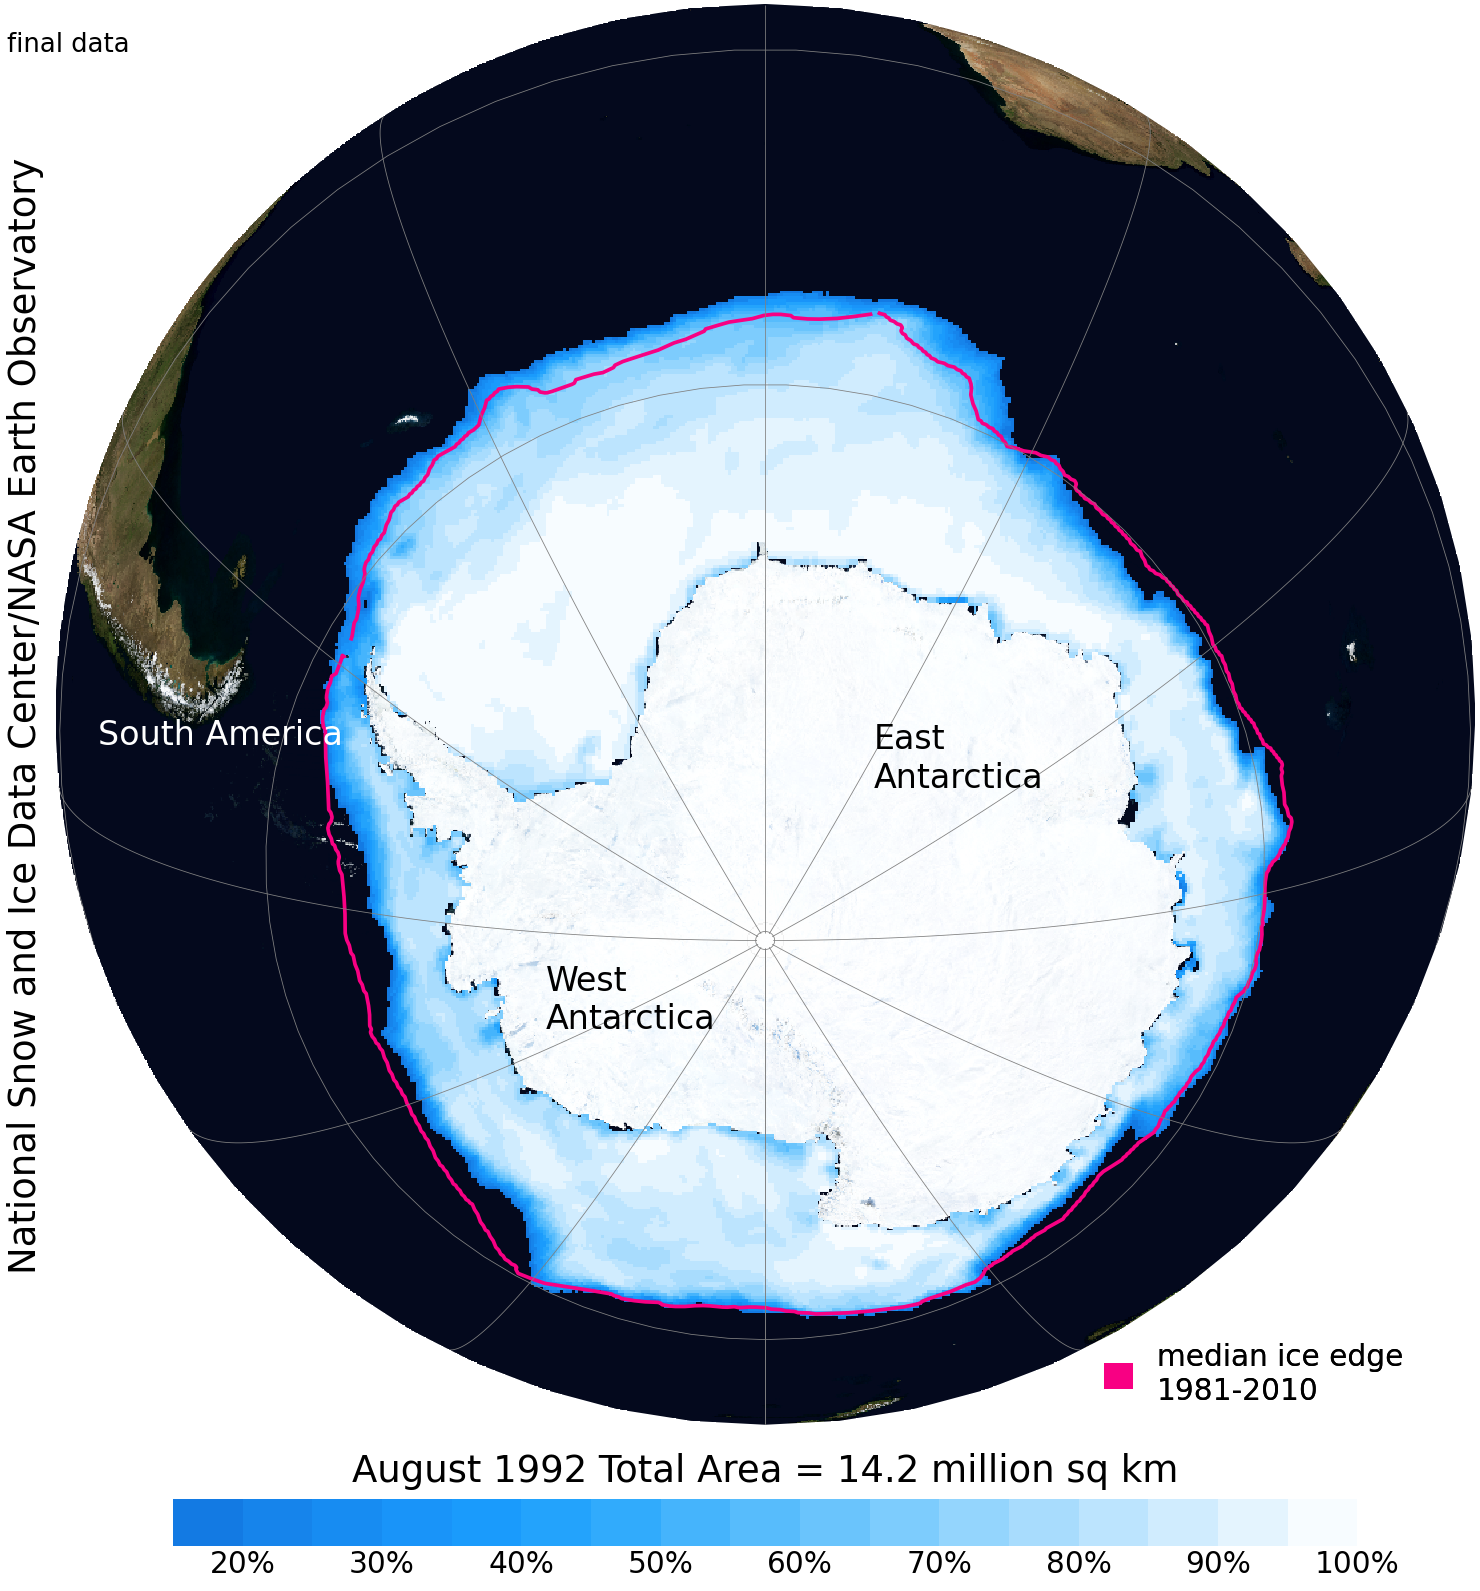 final data
National Snow and Ice Data Center/NASA Earth Observatory
South America
East
Antarctica
West
Antarctica
median ice edge
1981-2010
August 1992 Total Area = 14.2 million sq km
20% 30% 40% 50% 60% 70% 80% 90% 100%